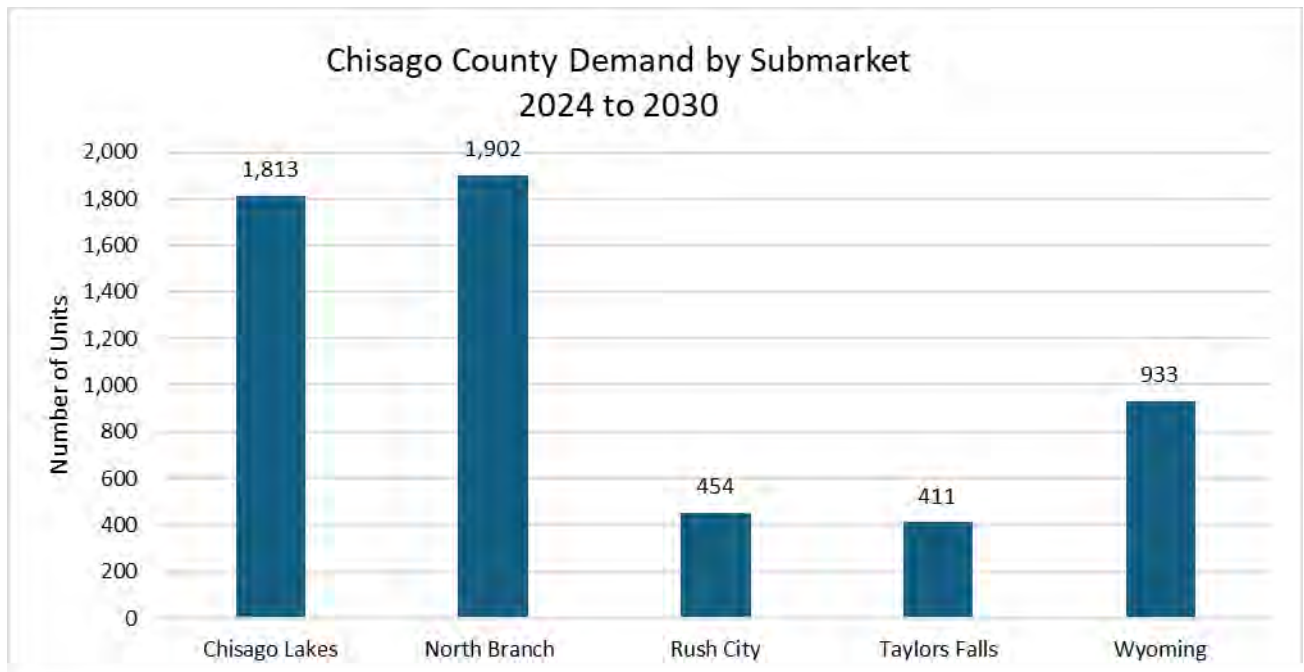 Chisago County Demand by Submarket
2024 to 2030
Number of Units
2,000
1,800
1,600
1,400
1,200
1,000
800
600
400
200
0
1,813
1,902
454
411
933
Chisago Lakes
North Branch
Rush City
Taylors Falls
Wyoming